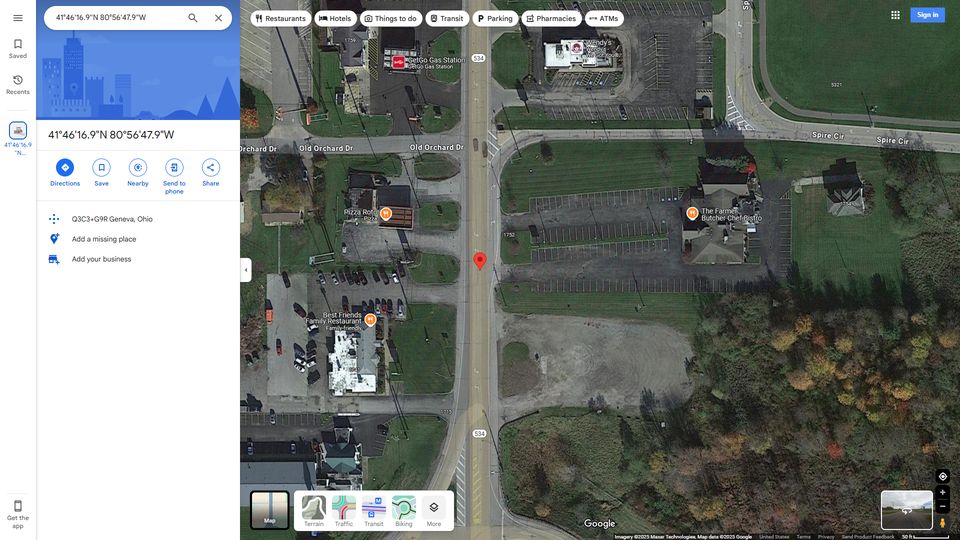 41°46'16.9"N 80°56'47.9"W
Restaurants
Hotels
Things to do
Transit
Parking
Pharmacies
ATMs
Sign in
Saved
Recents
41°46'16.9
"N...
Get the
app
41°46'16.9"N 80°56'47.9"W
Directions
Save
Nearby
Send to
phone
Share
Q3C3+G9R Geneva, Ohio
Add a missing place
Add your business
1759
GetGo Gas Station
GetGo Gas Station
534
Wendy's
5321
Spire Cir
Spire Cir
Orchard Dr
Old Orchard Dr
Old Orchard Dr
Pizza Roto
Pizza
1752
The Farmer
Butcher Chef Bistro
Best Friends
Family Restaurant
Family-friendly
534
Map
Terrain
Traffic
Transit
Biking
More
Google
Imagery ©2025 Maxar Technologies, Map data ©2025 Google
United States
Terms
Privacy
Send Product Feedback
50 ft